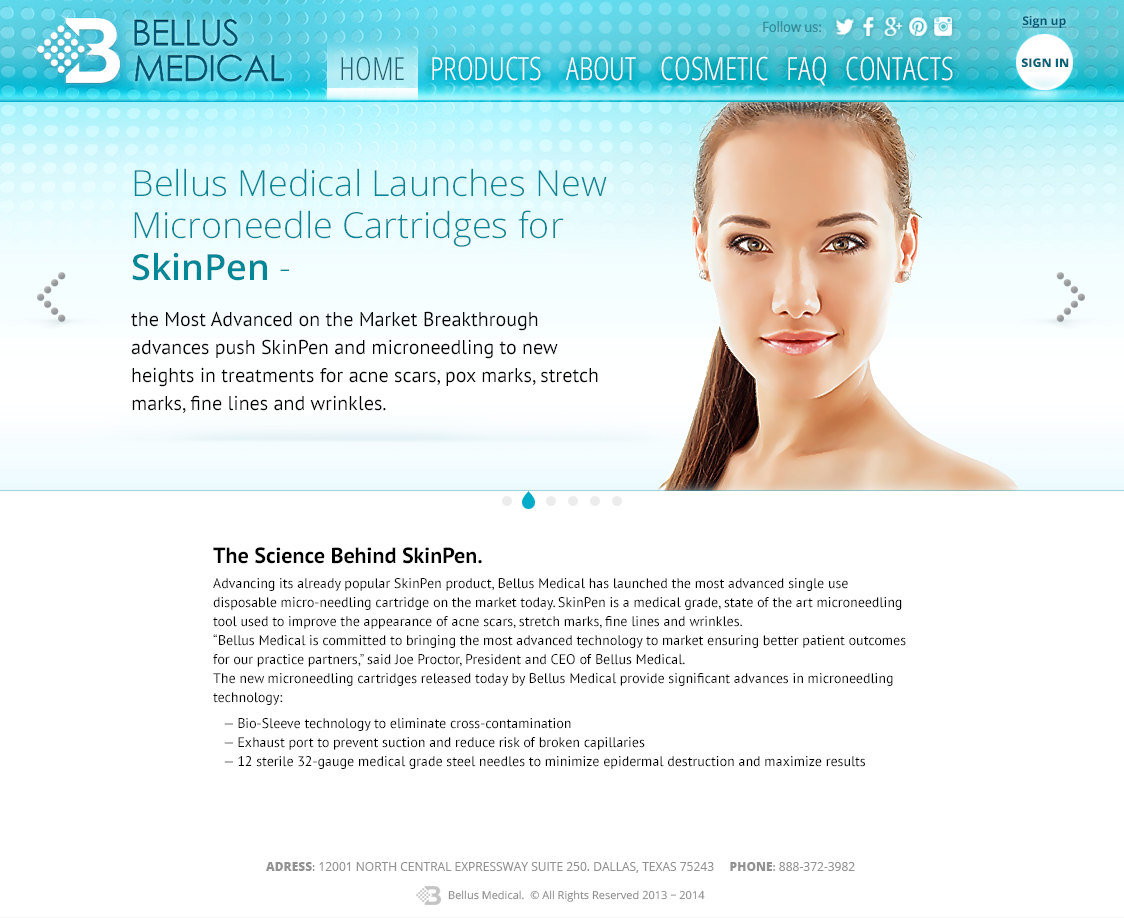 BELLUS
MEDICAL
Follow us:
Sign up
SIGN IN
HOME PRODUCTS ABOUT COSMETIC FAQ CONTACTS
Bellus Medical Launches New
Microneedle Cartridges for
SkinPen -
the Most Advanced on the Market Breakthrough
advances push SkinPen and microneedling to new
heights in treatments for acne scars, pox marks, stretch
marks, fine lines and wrinkles.
The Science Behind SkinPen.
Advancing its already popular SkinPen product, Bellus Medical has launched the most advanced single use
disposable micro-needling cartridge on the market today. SkinPen is a medical grade, state of the art microneedling
tool used to improve the appearance of acne scars, stretch marks, fine lines and wrinkles.
“Bellus Medical is committed to bringing the most advanced technology to market ensuring better patient outcomes
for our practice partners,” said Joe Proctor, President and CEO of Bellus Medical.
The new microneedling cartridges released today by Bellus Medical provide significant advances in microneedling
technology:
— Bio-Sleeve technology to eliminate cross-contamination
— Exhaust port to prevent suction and reduce risk of broken capillaries
— 12 sterile 32-gauge medical grade steel needles to minimize epidermal destruction and maximize results
ADRESS: 12001 NORTH CENTRAL EXPRESSWAY SUITE 250. DALLAS, TEXAS 75243 PHONE: 888-372-3982
Bellus Medical. © All Rights Reserved 2013 – 2014